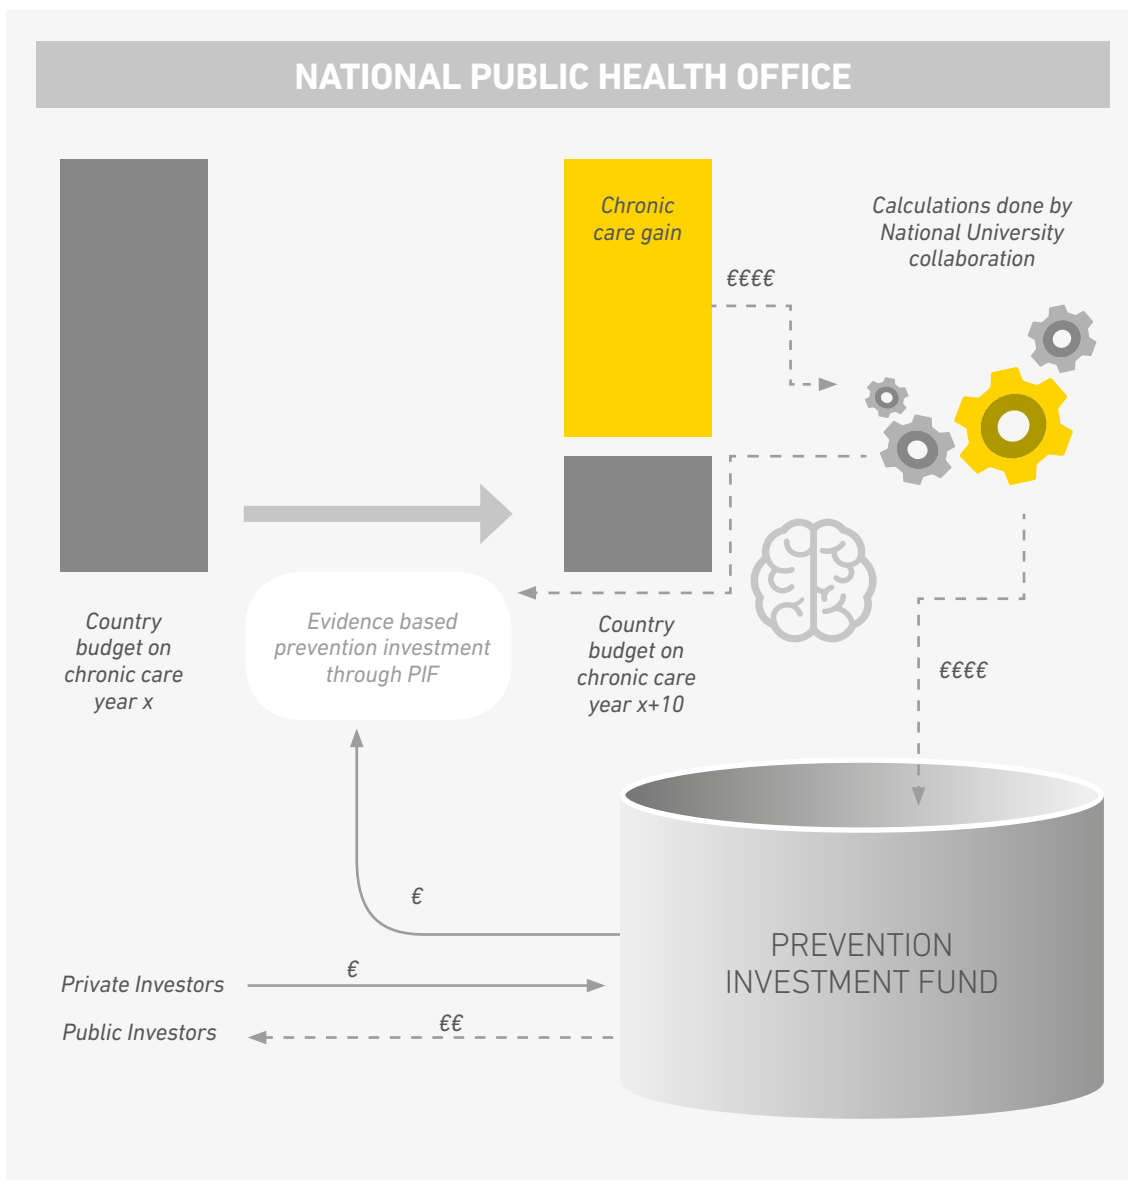 NATIONAL PUBLIC HEALTH OFFICE
Chronic
care gain
Calculations done by
National University
collaboration
€€€€
Country
budget on
chronic care
year x
Evidence based
prevention investment
through PIF
Country
budget on
chronic care
year x+10
€€€€
€
PREVENTION
INVESTMENT FUND
€
Private Investors
€€
Public Investors